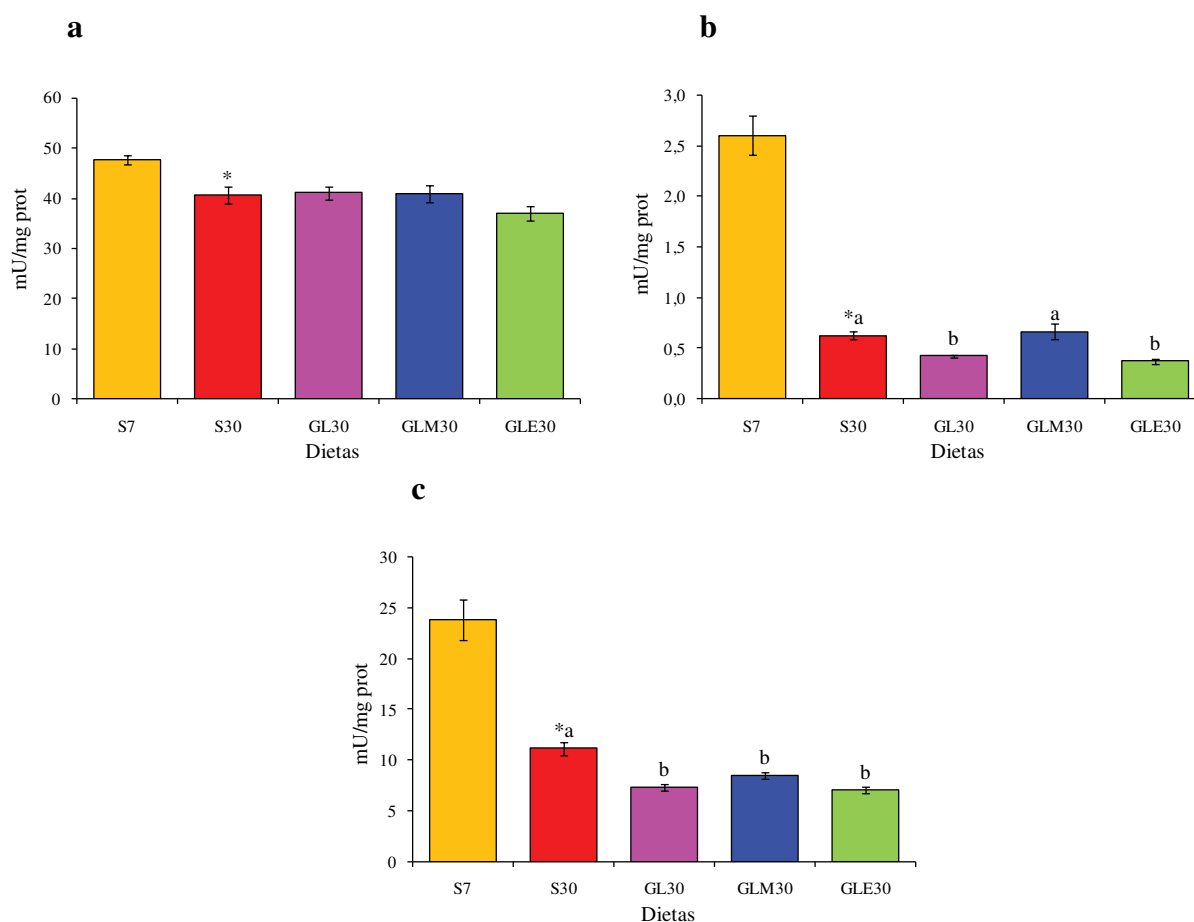 a
60
50
40
30
20
10
0
mU/mg prot
*
S7 S30 GL30 GLM30 GLE30
Dietas
b
3,0
2,5
2,0
1,5
1,0
0,5
0,0
mU/mg prot
*a b a b
S7 S30 GL30 GLM30 GLE30
Dietas
c
30
25
20
15
10
5
0
mU/mg prot
*a b b b
S7 S30 GL30 GLM30 GLE30
Dietas